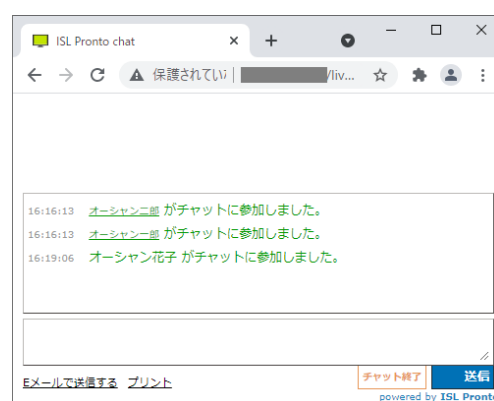 ISL Pronto chat
保護されてい /liv...
16:16:13 オーシャン二郎 がチャットに参加しました。
16:16:13 オーシャン一郎 がチャットに参加しました。
16:19:06 オーシャン花子 がチャットに参加しました。
Eメールで送信する プリント チャット終了 送信
powered by ISL Pronto